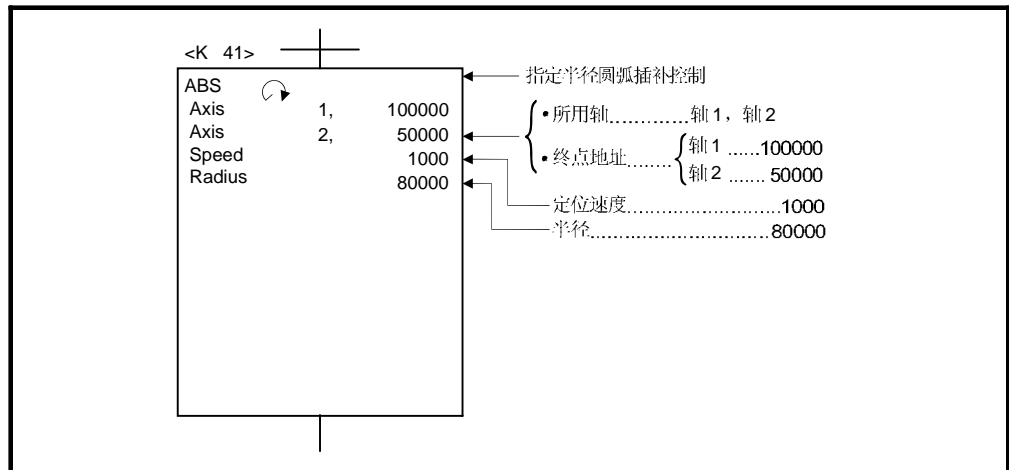 <K 41>
ABS
Axis 1, 100000
Axis 2, 50000
Speed 1000
Radius 80000
指定半径圆弧插补控制
•所用轴.............轴1，轴2
•终点地址.......轴1 ......100000
轴2 ....... 50000
定位速度............................1000
半径................................80000